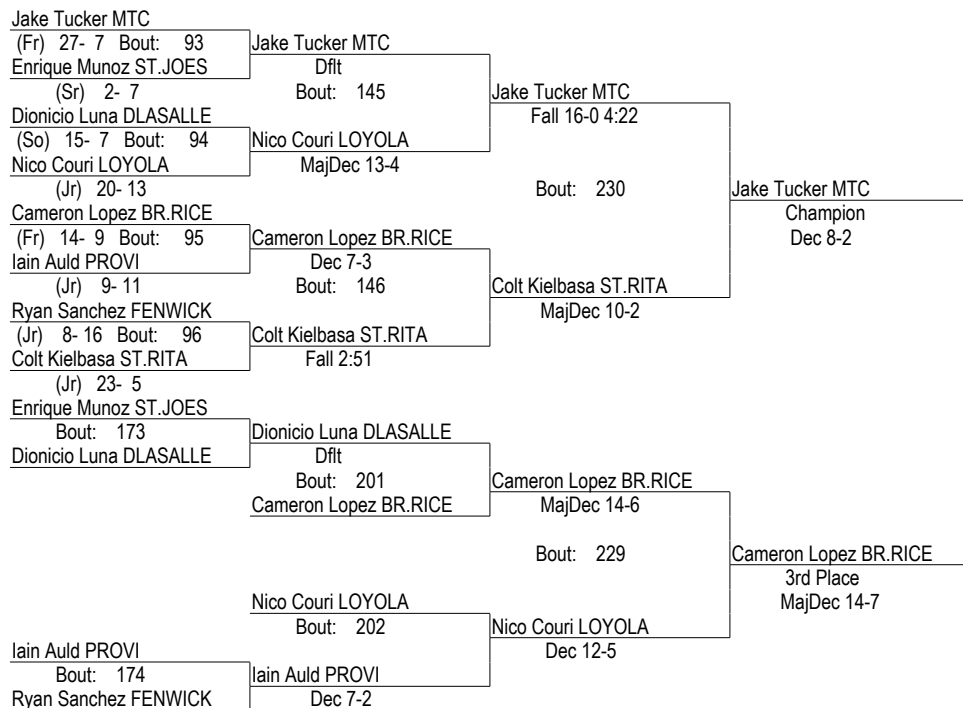 Jake Tucker MTC
(Fr) 27- 7 Bout: 93
Jake Tucker MTC
Enrique Munoz ST.JOES
Dflt
(Sr) 2- 7
Bout: 145
Jake Tucker MTC
Dionicio Luna DLASALLE
Fall 16-0 4:22
(So) 15- 7 Bout: 94
Nico Couri LOYOLA
Nico Couri LOYOLA
MajDec 13-4
(Jr) 20- 13
Bout: 230
Jake Tucker MTC
Cameron Lopez BR.RICE
Champion
(Fr) 14- 9 Bout: 95
Cameron Lopez BR.RICE
Dec 8-2
Iain Auld PROVI
Dec 7-3
(Jr) 9- 11
Bout: 146
Colt Kielbasa ST.RITA
Ryan Sanchez FENWICK
MajDec 10-2
(Jr) 8- 16 Bout: 96
Colt Kielbasa ST.RITA
Colt Kielbasa ST.RITA
Fall 2:51
(Jr) 23- 5
Enrique Munoz ST.JOES
Bout: 173
Dionicio Luna DLASALLE
Dionicio Luna DLASALLE
Dflt
Bout: 201
Cameron Lopez BR.RICE
Cameron Lopez BR.RICE
MajDec 14-6
Bout: 229
Cameron Lopez BR.RICE
3rd Place
Nico Couri LOYOLA
MajDec 14-7
Bout: 202
Nico Couri LOYOLA
Iain Auld PROVI
Dec 12-5
Bout: 174
Iain Auld PROVI
Ryan Sanchez FENWICK
Dec 7-2